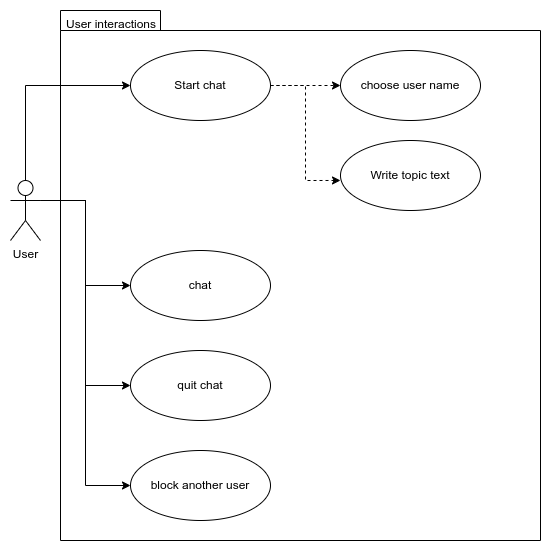 User interactions
Start chat
choose user name
Write topic text
User
chat
quit chat
block another user